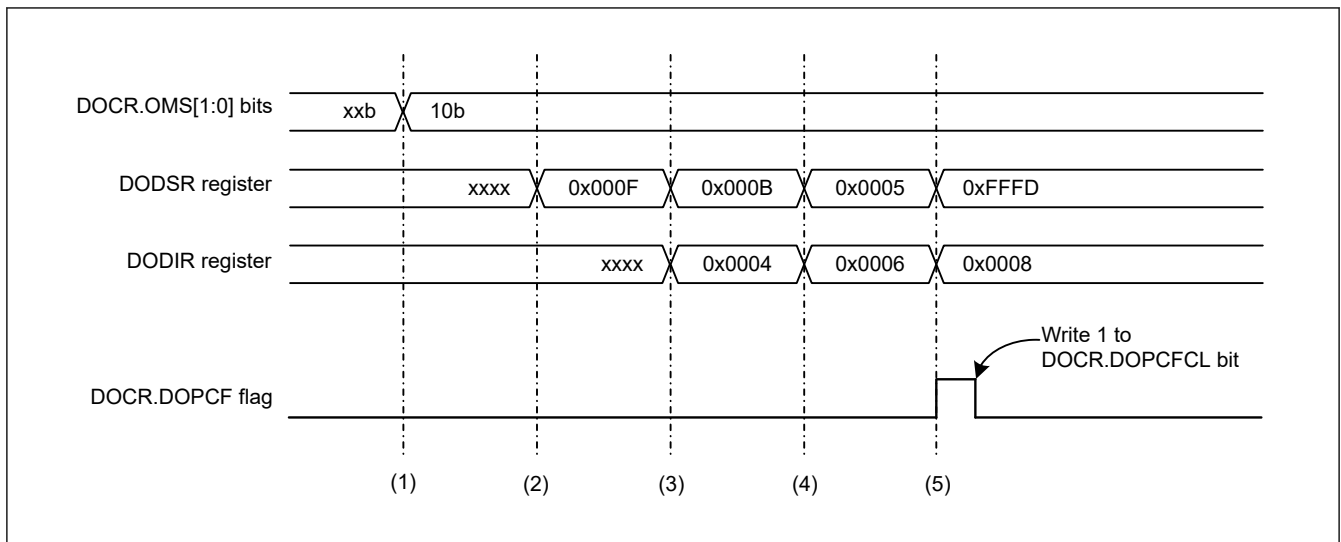 DOCR.OMS[1:0] bits xxb 10b
DODSR register xxxx 0x000F 0x000B 0x0005 0xFFFD
DODIR register xxxx 0x0004 0x0006 0x0008
Write 1 to
DOCR.DOPCFCL bit
DOCR.DOPCF flag
(1) (2) (3) (4) (5)